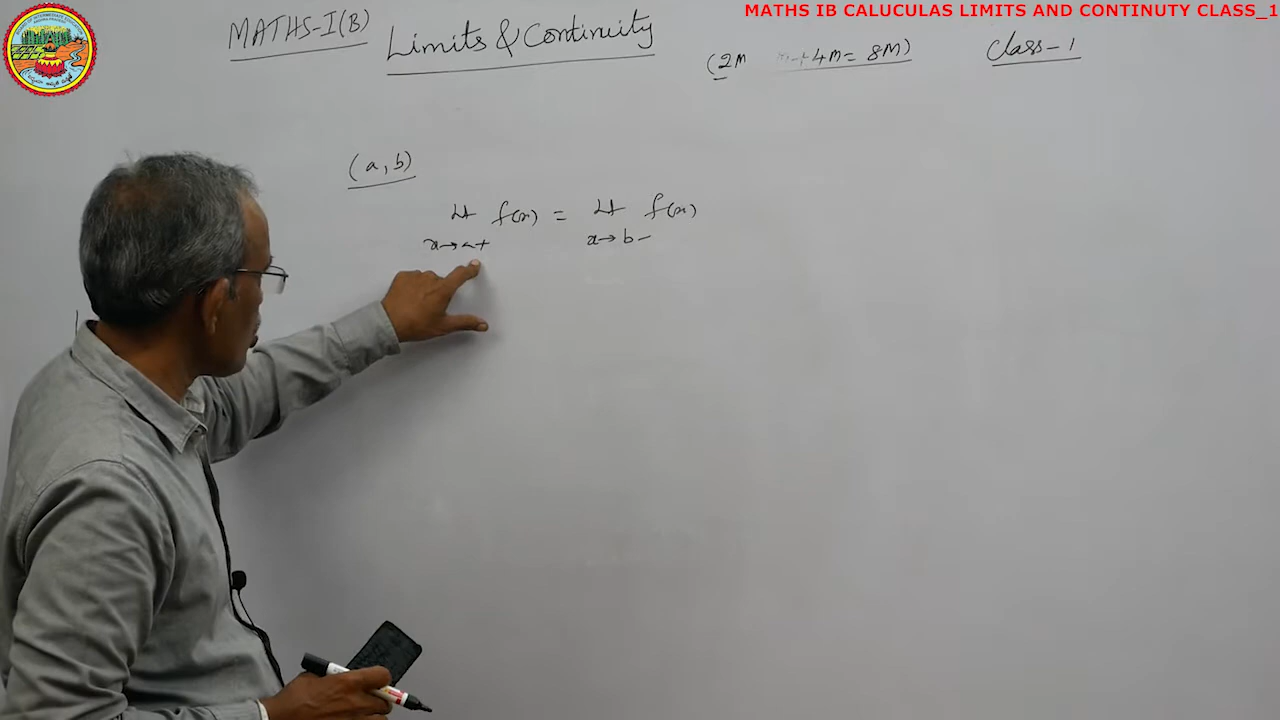 MATHS IB CALUCULAS LIMITS AND CONTINUTY CLASS_1
MATHS-I(B) Limits & Continuity
(2M m+4m= 8M) Class-1
(a,b)
Lt f(x) = Lt f(x)
x→a+ x→b-